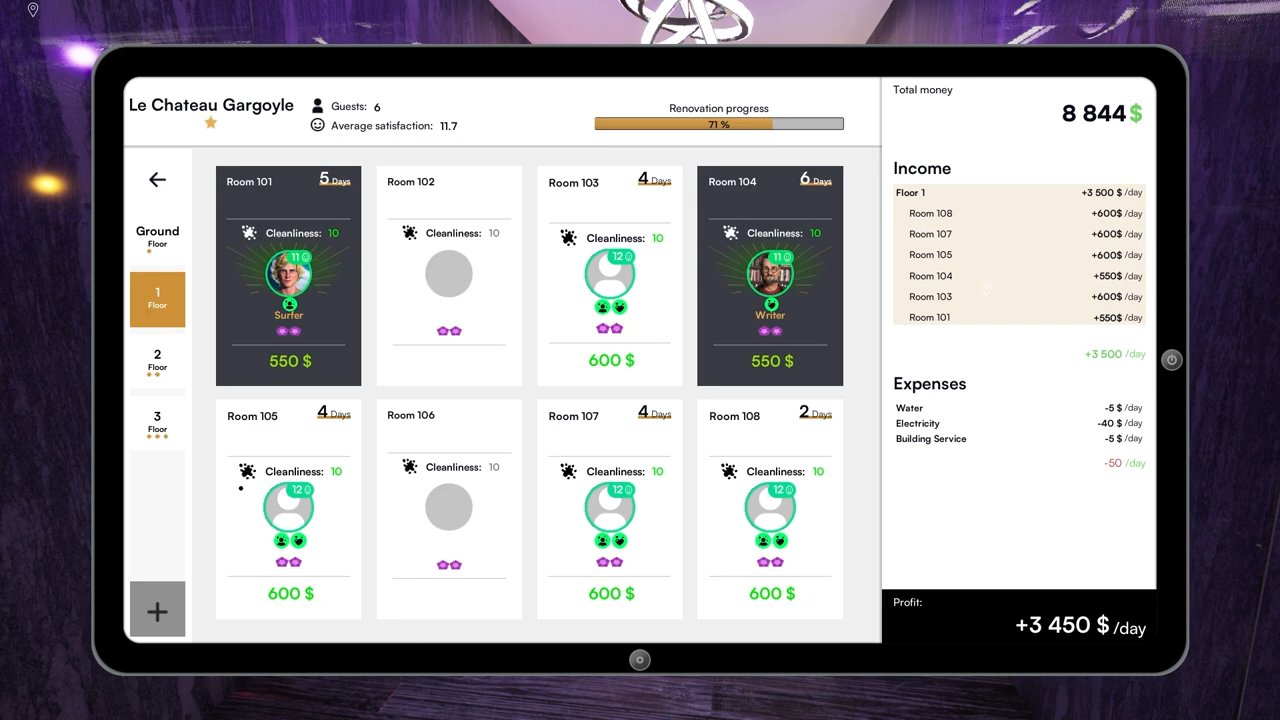 Le Chateau Gargoyle
Guests: 6
Average satisfaction: 11.7
Renovation progress
71 %
Total money
8 844 $
Ground
Floor
1
Floor
2
Floor
3
Floor
Room 101
5 Days
Cleanliness: 10
11
Surfer
550 $
Room 102
Cleanliness: 10
Room 103
4 Days
Cleanliness: 10
12
600 $
Room 104
6 Days
Cleanliness: 10
11
Writer
550 $
Room 105
4 Days
Cleanliness: 10
12
600 $
Room 106
Cleanliness: 10
Room 107
4 Days
Cleanliness: 10
12
600 $
Room 108
2 Days
Cleanliness: 10
12
600 $
Income
Floor 1 +3 500 $ /day
Room 108 +600$ /day
Room 107 +600$ /day
Room 105 +600$ /day
Room 104 +550$ /day
Room 103 +600$ /day
Room 101 +550$ /day
+3 500 /day
Expenses
Water -5 $ /day
Electricity -40 $ /day
Building Service -5 $ /day
-50 /day
Profit:
+3 450 $ /day